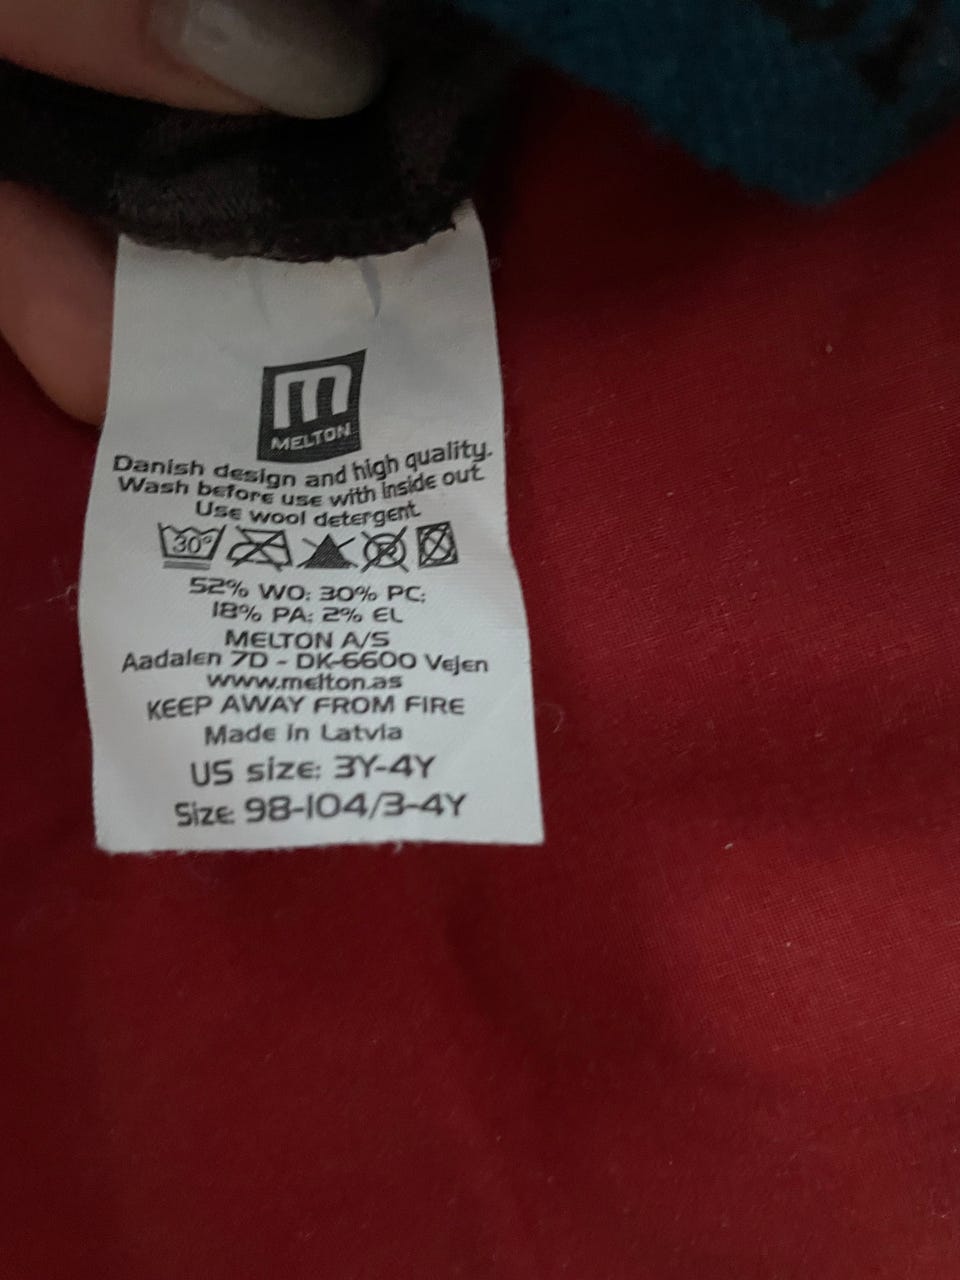 m
MELTON
Danish design and high quality.
Wash before use with inside out.
Use wool detergent.
30°
52% WO; 30% PC;
18% PA; 2% EL
MELTON A/S
Aadalen 7D - DK-6600 Vejen
www.melton.as
KEEP AWAY FROM FIRE
Made in Latvia
US size: 3Y-4Y
Size: 98-104/3-4Y